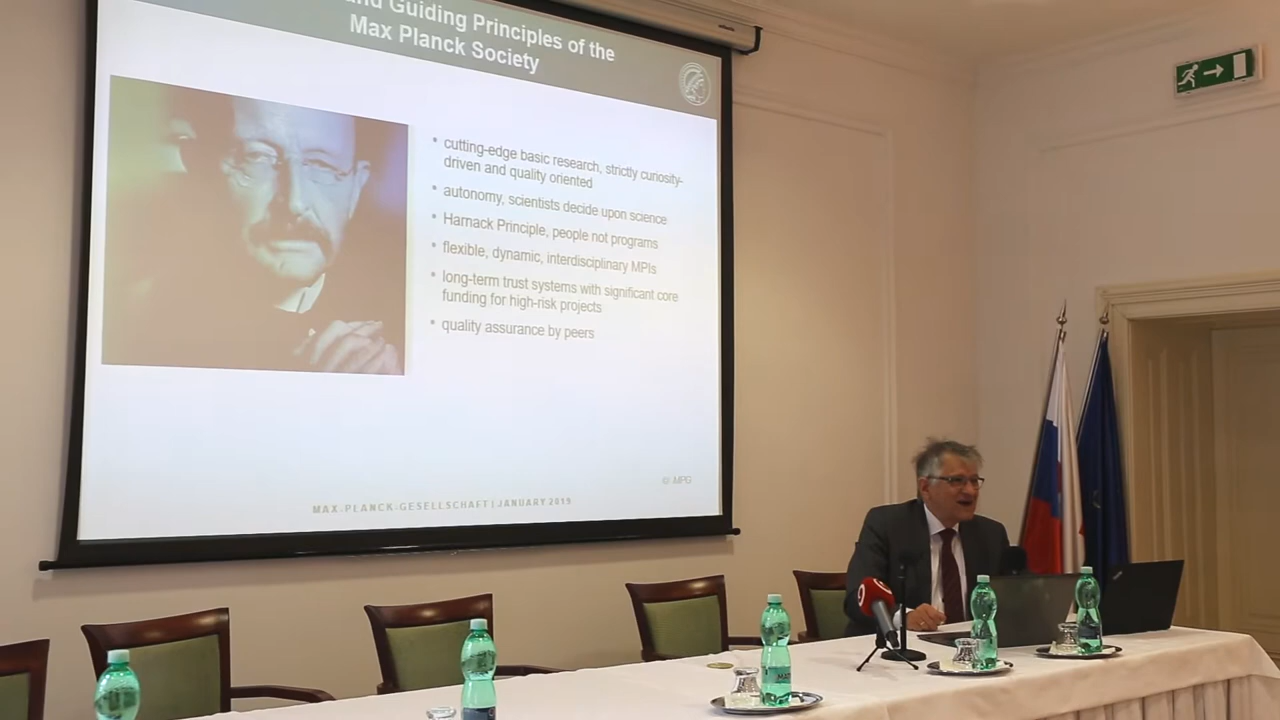 and Guiding Principles of the
Max Planck Society
• cutting-edge basic research, strictly curiosity-
driven and quality oriented
• autonomy, scientists decide upon science
• Harnack Principle, people not programs
• flexible, dynamic, interdisciplinary MPIs
• long-term trust systems with significant core
funding for high-risk projects
• quality assurance by peers
© MPG
MAX-PLANCK-GESELLSCHAFT | JANUARY 2019